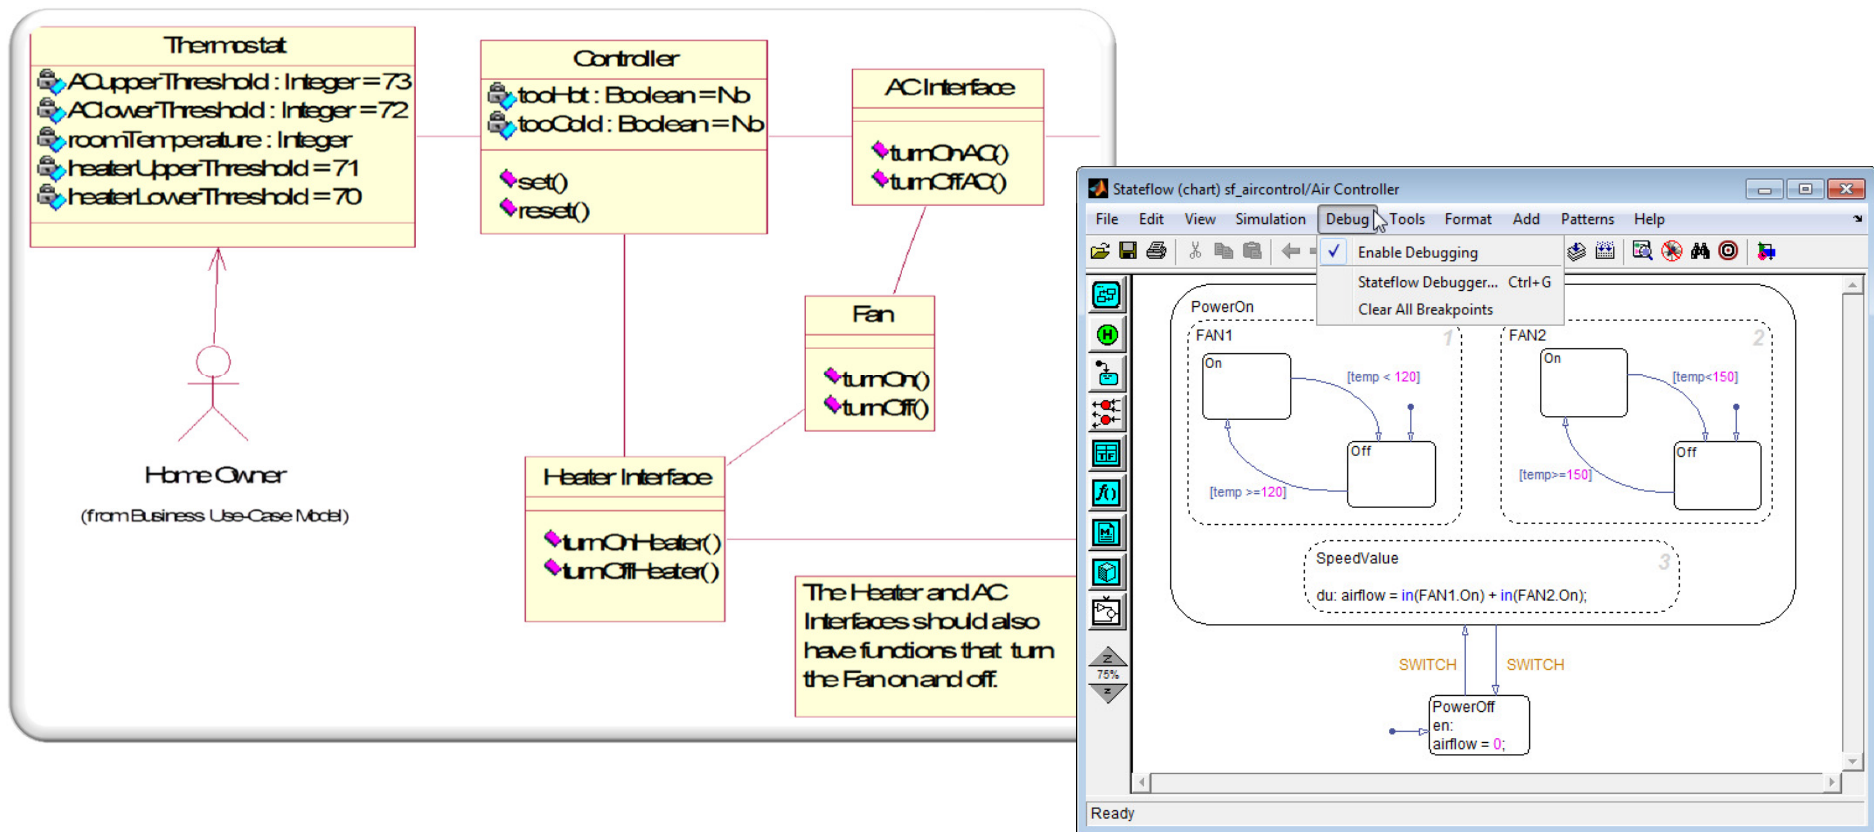 Thermostat
ACupperThreshold : Integer = 73
AClowerThreshold : Integer = 72
roomTemperature : Integer
heaterUpperThreshold = 71
heaterLowerThreshold = 70
Home Owner
(from Business Use-Case Model)
Controller
tooHot : Boolean = No
tooCold : Boolean = No
set()
reset()
AC Interface
turnOnAC()
turnOffAC()
Fan
turnOn()
turnOff()
Heater Interface
turnOnHeater()
turnOffHeater()
The Heater and AC
Interfaces should also
have functions that turn
the Fan on and off.
Stateflow (chart) sf_aircontrol/Air Controller
File Edit View Simulation Debug Tools Format Add Patterns Help
Enable Debugging
Stateflow Debugger... Ctrl+G
Clear All Breakpoints
PowerOn
FAN1
1
On
[temp < 120]
Off
[temp >=120]
FAN2
2
On
[temp<150]
Off
[temp>=150]
SpeedValue
3
du: airflow = in(FAN1.On) + in(FAN2.On);
SWITCH
SWITCH
PowerOff
en:
airflow = 0;
H
TF
f()
M
Z
75%
z
Ready